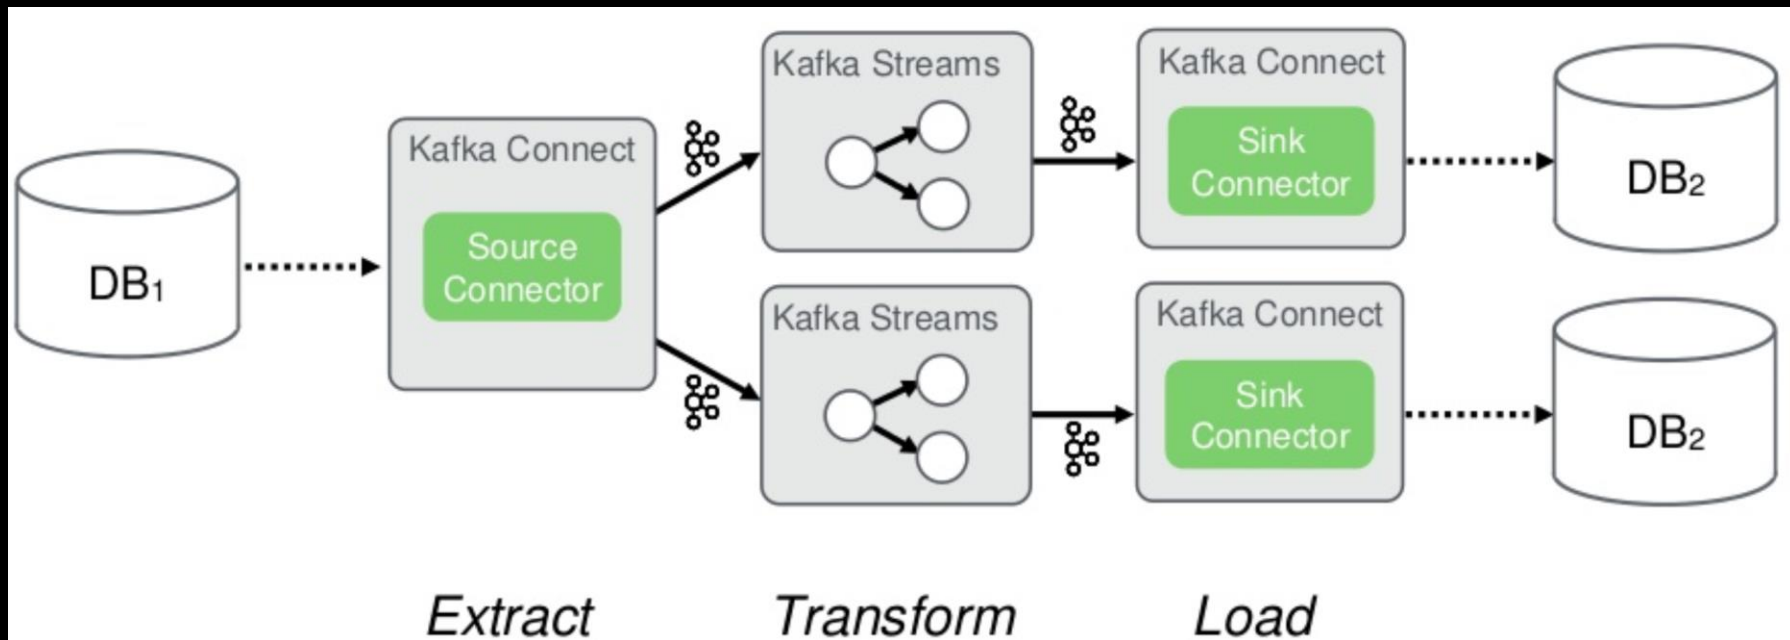 DB₁
Kafka Connect
Source
Connector
Kafka Streams
Kafka Connect
Sink
Connector
DB₂
Kafka Streams
Kafka Connect
Sink
Connector
DB₂
Extract
Transform
Load